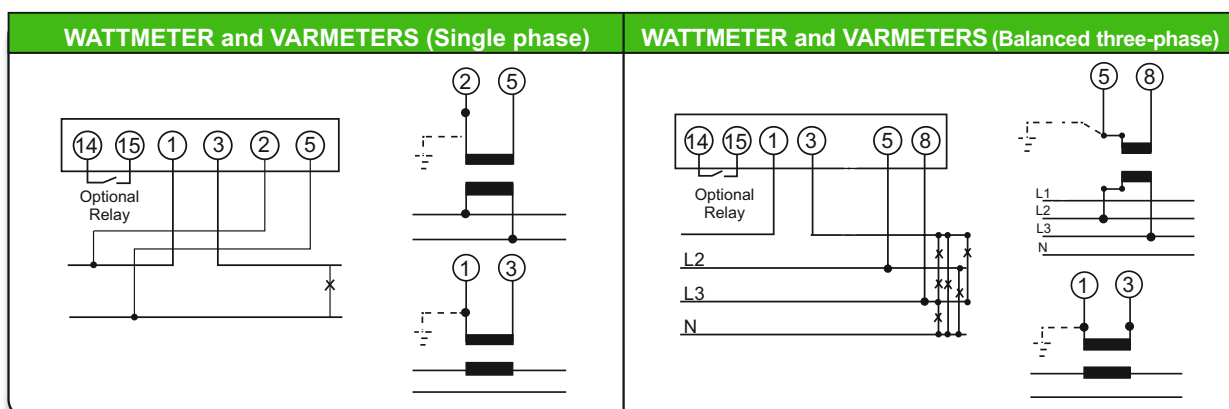 WATTMETER and VARMETERS (Single phase)
2 5
14 15 1 3 2 5
Optional
Relay
1 3
WATTMETER and VARMETERS (Balanced three-phase)
5 8
14 15 1 3 5 8
Optional
Relay
L2
L3
N
L1
L2
L3
N
1 3